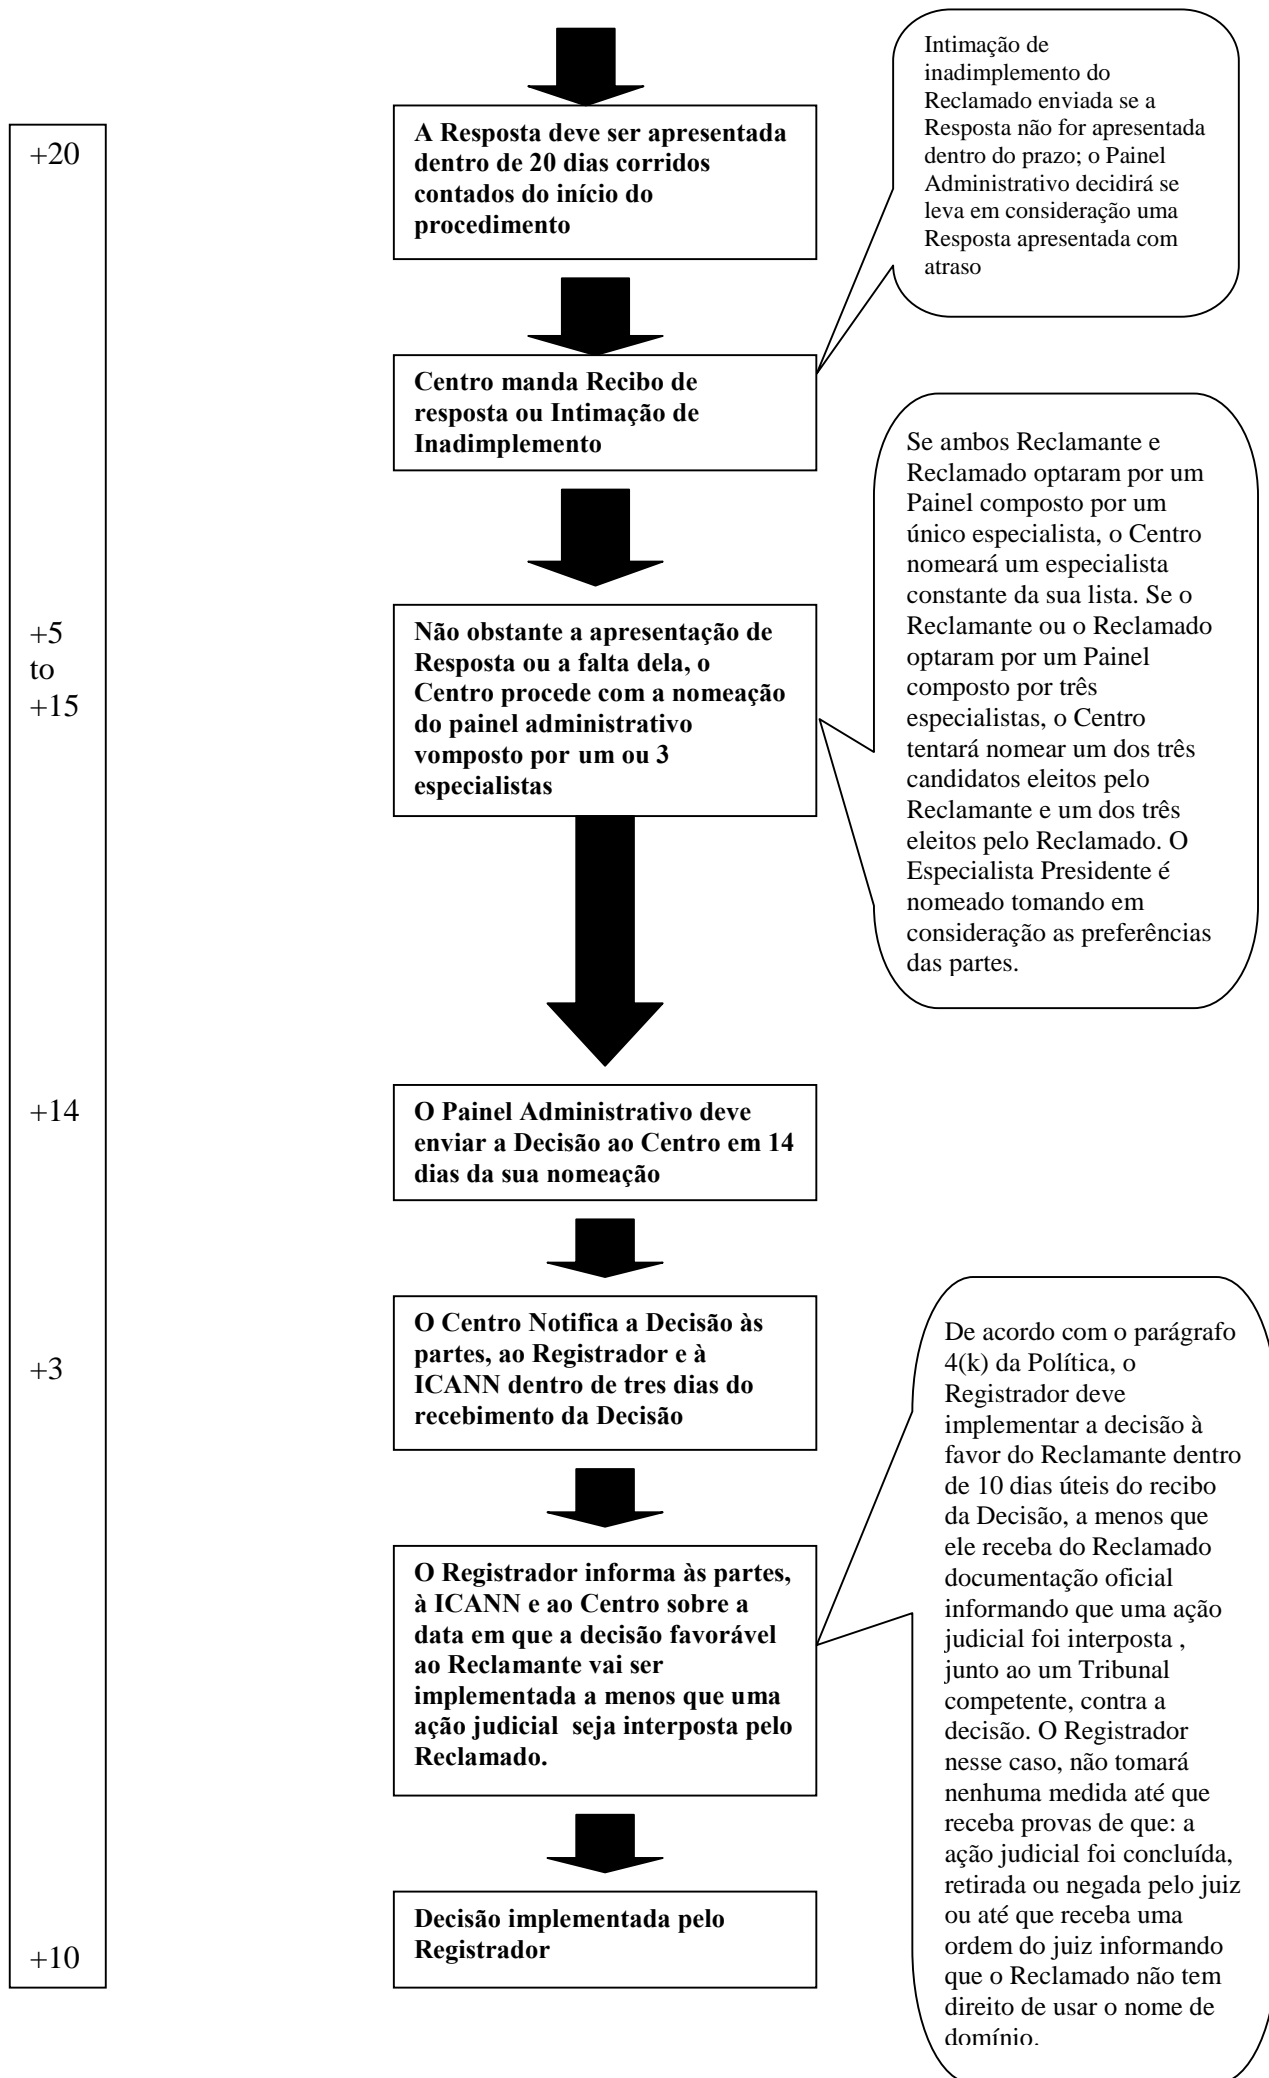 Intimação de
inadimplemento do
Reclamado enviada se a
Resposta não for apresentada
dentro do prazo; o Painel
Administrativo decidirá se
leva em consideração uma
Resposta apresentada com
atraso
+20
A Resposta deve ser apresentada
dentro de 20 dias corridos
contados do início do
procedimento
Centro manda Recibo de
resposta ou Intimação de
Inadimplemento
Se ambos Reclamante e
Reclamado optaram por um
Painel composto por um
único especialista, o Centro
nomeará um especialista
constante da sua lista. Se o
Reclamante ou o Reclamado
optaram por um Painel
composto por três
especialistas, o Centro
tentará nomear um dos três
candidatos eleitos pelo
Reclamante e um dos três
eleitos pelo Reclamado. O
Especialista Presidente é
nomeado tomando em
consideração as preferências
das partes.
+5
to
+15
Não obstante a apresentação de
Resposta ou a falta dela, o
Centro procede com a nomeação
do painel administrativo
vomposto por um ou 3
especialistas
+14
O Painel Administrativo deve
enviar a Decisão ao Centro em 14
dias da sua nomeação
+3
O Centro Notifica a Decisão às
partes, ao Registrador e à
ICANN dentro de tres dias do
recebimento da Decisão
De acordo com o parágrafo
4(k) da Política, o
Registrador deve
implementar a decisão à
favor do Reclamante dentro
de 10 dias úteis do recibo
da Decisão, a menos que
ele receba do Reclamado
documentação oficial
informando que uma ação
judicial foi interposta ,
junto ao um Tribunal
competente, contra a
decisão. O Registrador
nesse caso, não tomará
nenhuma medida até que
receba provas de que: a
ação judicial foi concluída,
retirada ou negada pelo juiz
ou até que receba uma
ordem do juiz informando
que o Reclamado não tem
direito de usar o nome de
domínio.
O Registrador informa às partes,
à ICANN e ao Centro sobre a
data em que a decisão favorável
ao Reclamante vai ser
implementada a menos que uma
ação judicial  seja interposta pelo
Reclamado.
+10
Decisão implementada pelo
Registrador